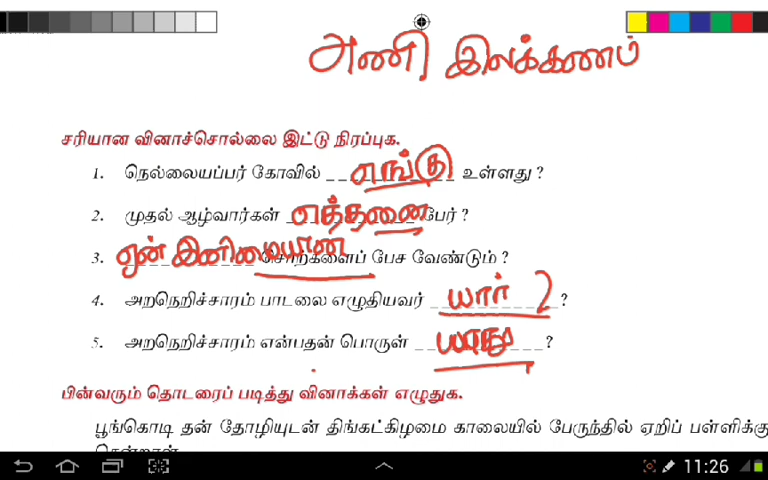 அணி இலக்கணம்
சரியான வினாச்சொல்லை இட்டு நிரப்புக.
1. நெல்லையப்பர் கோவில் எங்கு உள்ளது ?
2. முதல் ஆழ்வார்கள் எத்தனை பேர் ?
3. ஏன் இனிமையான சொற்களைப் பேச வேண்டும் ?
4. அறநெறிச்சாரம் பாடலை எழுதியவர் யார் ?
5. அறநெறிச்சாரம் என்பதன் பொருள் யாது ?
பின்வரும் தொடரைப் படித்து வினாக்கள் எழுதுக.
பூங்கொடி தன் தோழியுடன் திங்கட்கிழமை காலையில் பேருந்தில் ஏறிப் பள்ளிக்கு
11:26